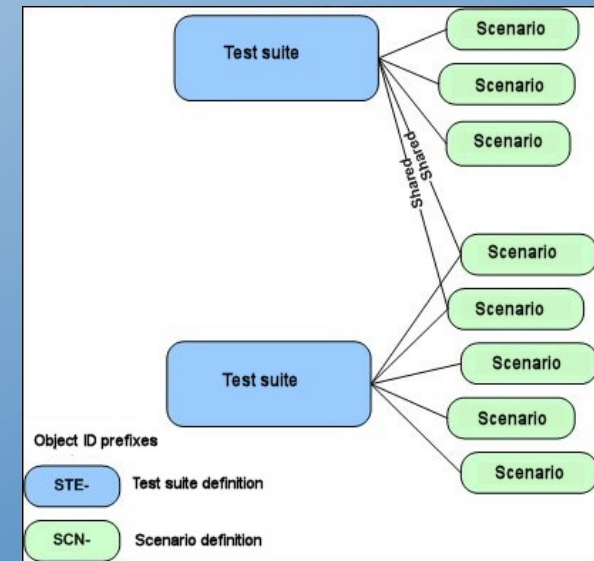 Test suite
Scenario
Scenario
Scenario
Shared
Shared
Scenario
Scenario
Test suite
Scenario
Scenario
Scenario
Object ID prefixes
STE- Test suite definition
SCN- Scenario definition